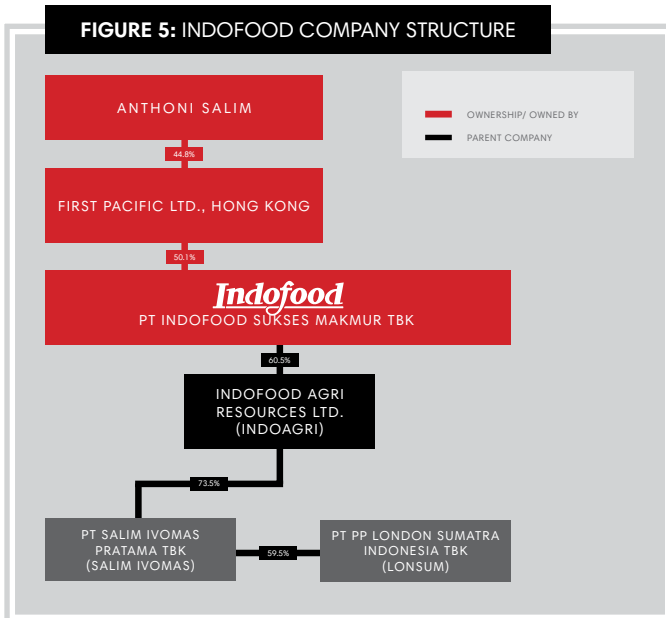 FIGURE 5: INDOFOOD COMPANY STRUCTURE
ANTHONI SALIM
OWNERSHIP/ OWNED BY
PARENT COMPANY
44.8%
FIRST PACIFIC LTD., HONG KONG
50.1%
Indofood
PT INDOFOOD SUKSES MAKMUR TBK
60.5%
INDOFOOD AGRI
RESOURCES LTD.
(INDOAGRI)
73.5%
PT SALIM IVOMAS
PRATAMA TBK
(SALIM IVOMAS)
59.5%
PT PP LONDON SUMATRA
INDONESIA TBK
(LONSUM)